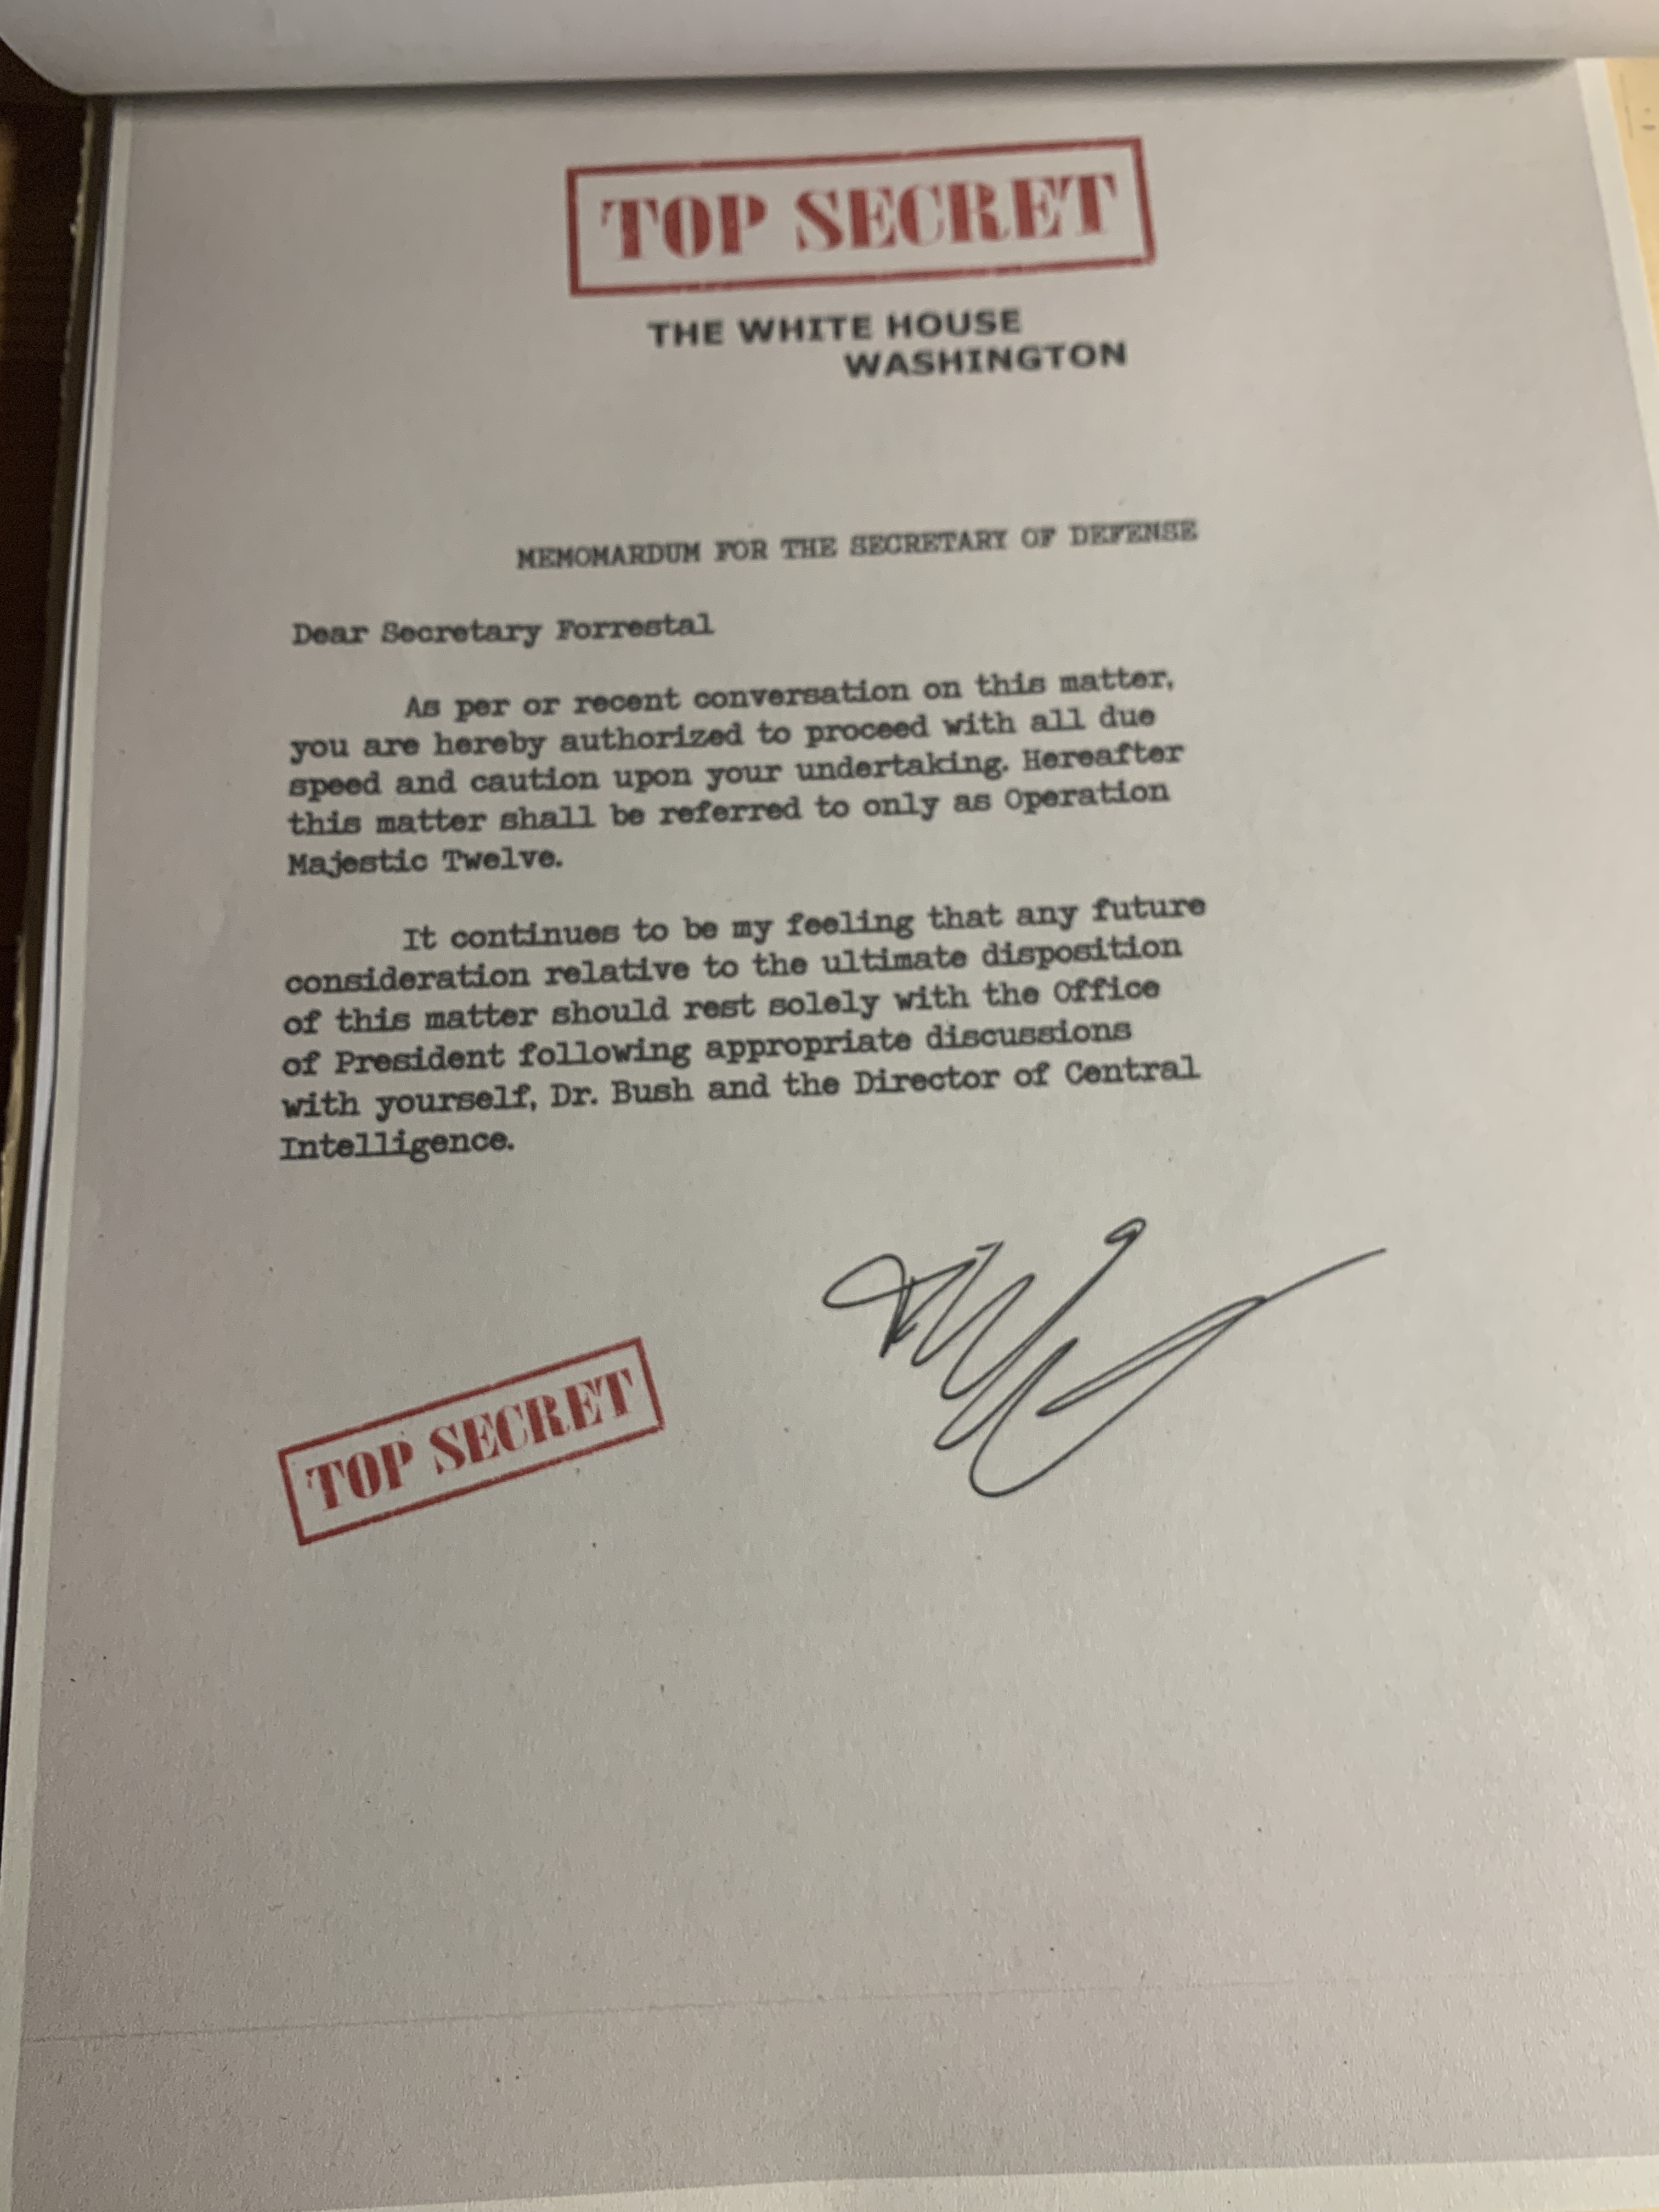 TOP SECRET
THE WHITE HOUSE
WASHINGTON
MEMOMARDUM FOR THE SECRETARY OF DEFENSE
Dear Secretary Forrestal
As per or recent conversation on this matter,
you are hereby authorized to proceed with all due
speed and caution upon your undertaking. Hereafter
this matter shall be referred to only as Operation
Majestic Twelve.
It continues to be my feeling that any future
consideration relative to the ultimate disposition
of this matter should rest solely with the Office
of President following appropriate discussions
with yourself, Dr. Bush and the Director of Central
Intelligence.
TOP SECRET